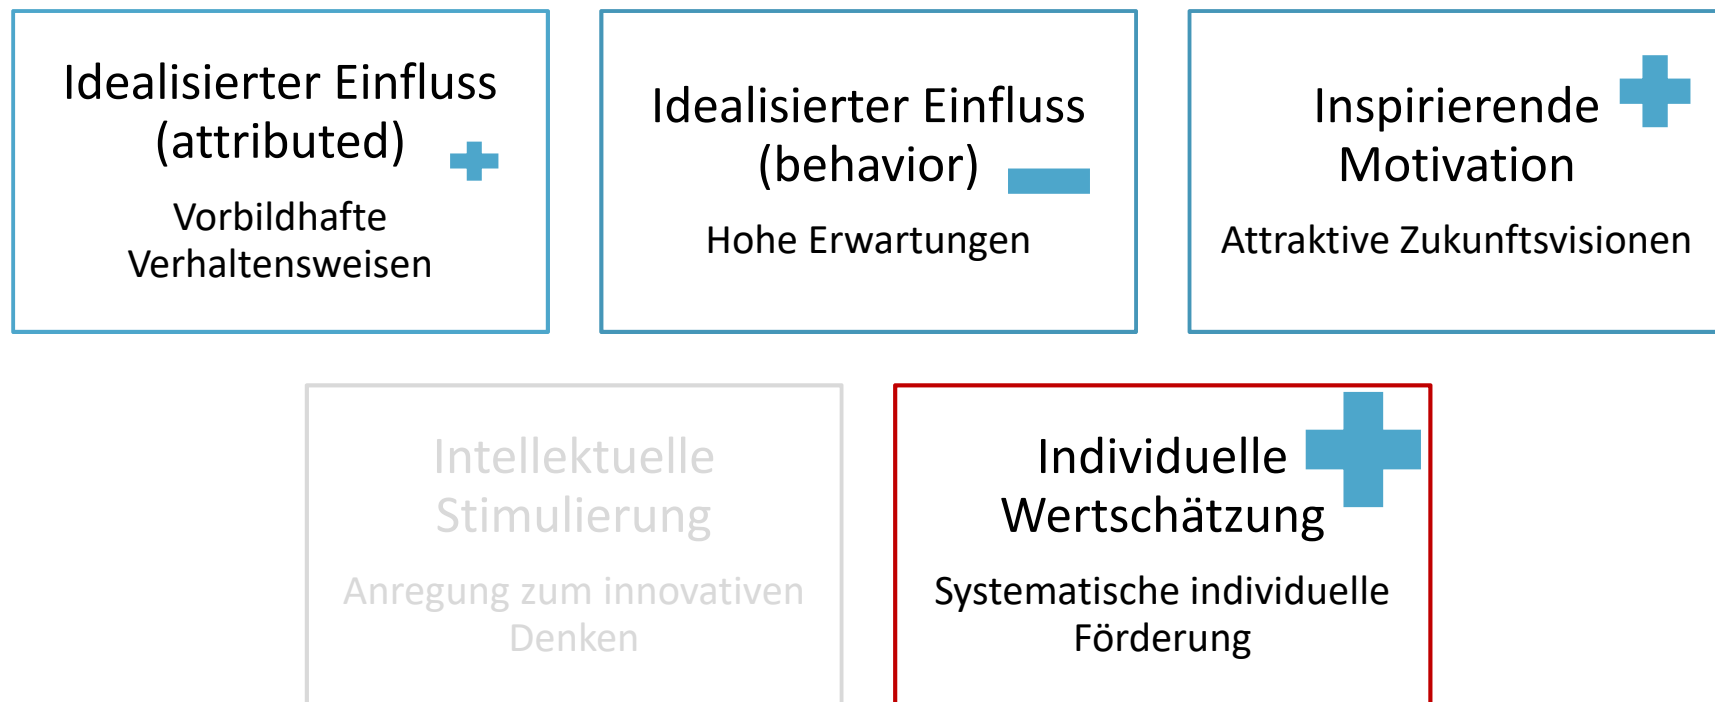 Idealisierter Einfluss
(attributed)
Vorbildhafte
Verhaltensweisen
Idealisierter Einfluss
(behavior)
Hohe Erwartungen
Inspirierende
Motivation
Attraktive Zukunftsvisionen
Intellektuelle
Stimulierung
Anregung zum innovativen
Denken
Individuelle
Wertschätzung
Systematische individuelle
Förderung